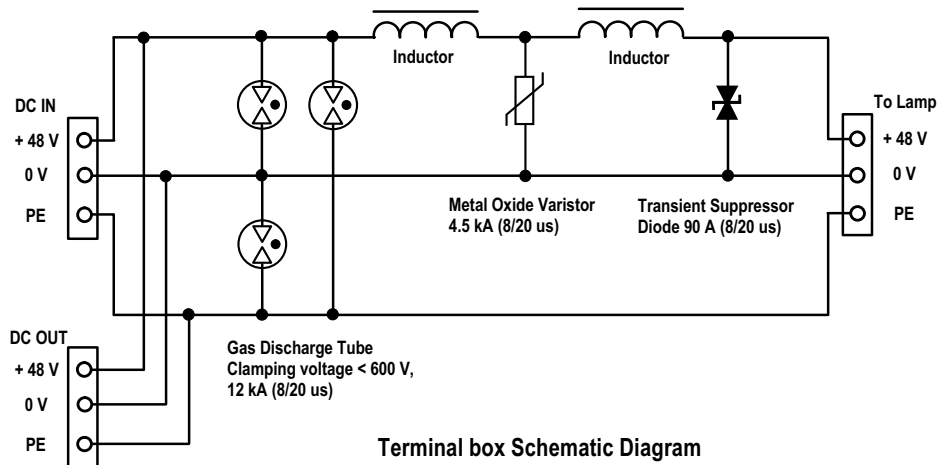 Inductor
Inductor
DC IN
+ 48 V
0 V
PE
To Lamp
+ 48 V
0 V
PE
Metal Oxide Varistor
4.5 kA (8/20 us)
Transient Suppressor
Diode 90 A (8/20 us)
DC OUT
+ 48 V
0 V
PE
Gas Discharge Tube
Clamping voltage < 600 V,
12 kA (8/20 us)
Terminal box Schematic Diagram